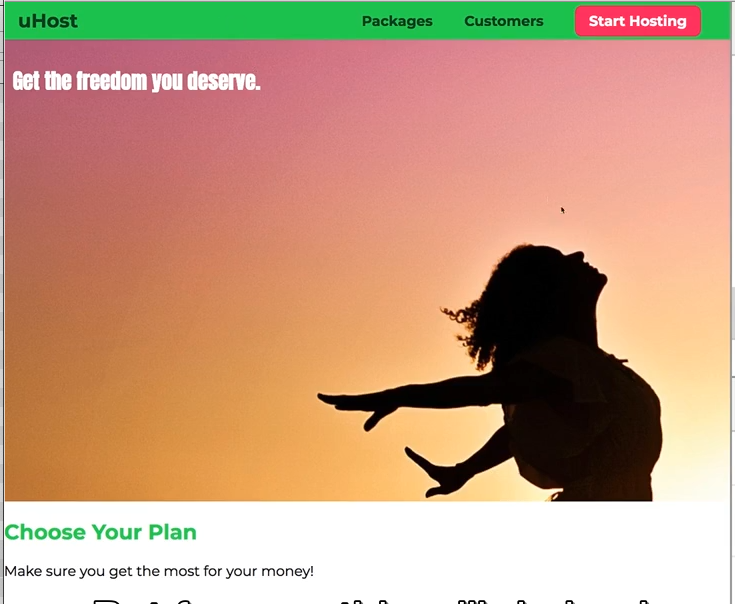 uHost
Packages
Customers
Start Hosting
Get the freedom you deserve.
Choose Your Plan
Make sure you get the most for your money!